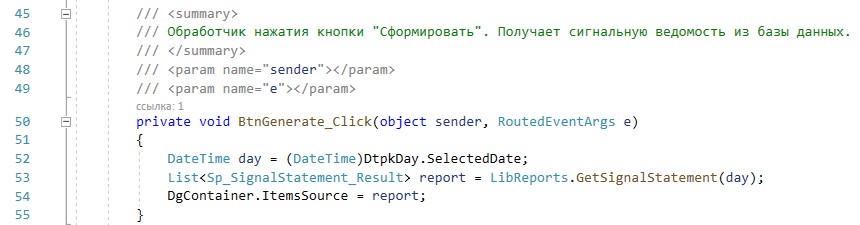 45 /// <summary>
46 /// Обработчик нажатия кнопки "Сформировать". Получает сигнальную ведомость из базы данных.
47 /// </summary>
48 /// <param name="sender"></param>
49 /// <param name="e"></param>
ссылка: 1
50 private void BtnGenerate_Click(object sender, RoutedEventArgs e)
51 {
52 DateTime day = (DateTime)DtpkDay.SelectedDate;
53 List<Sp_SignalStatement_Result> report = LibReports.GetSignalStatement(day);
54 DgContainer.ItemsSource = report;
55 }